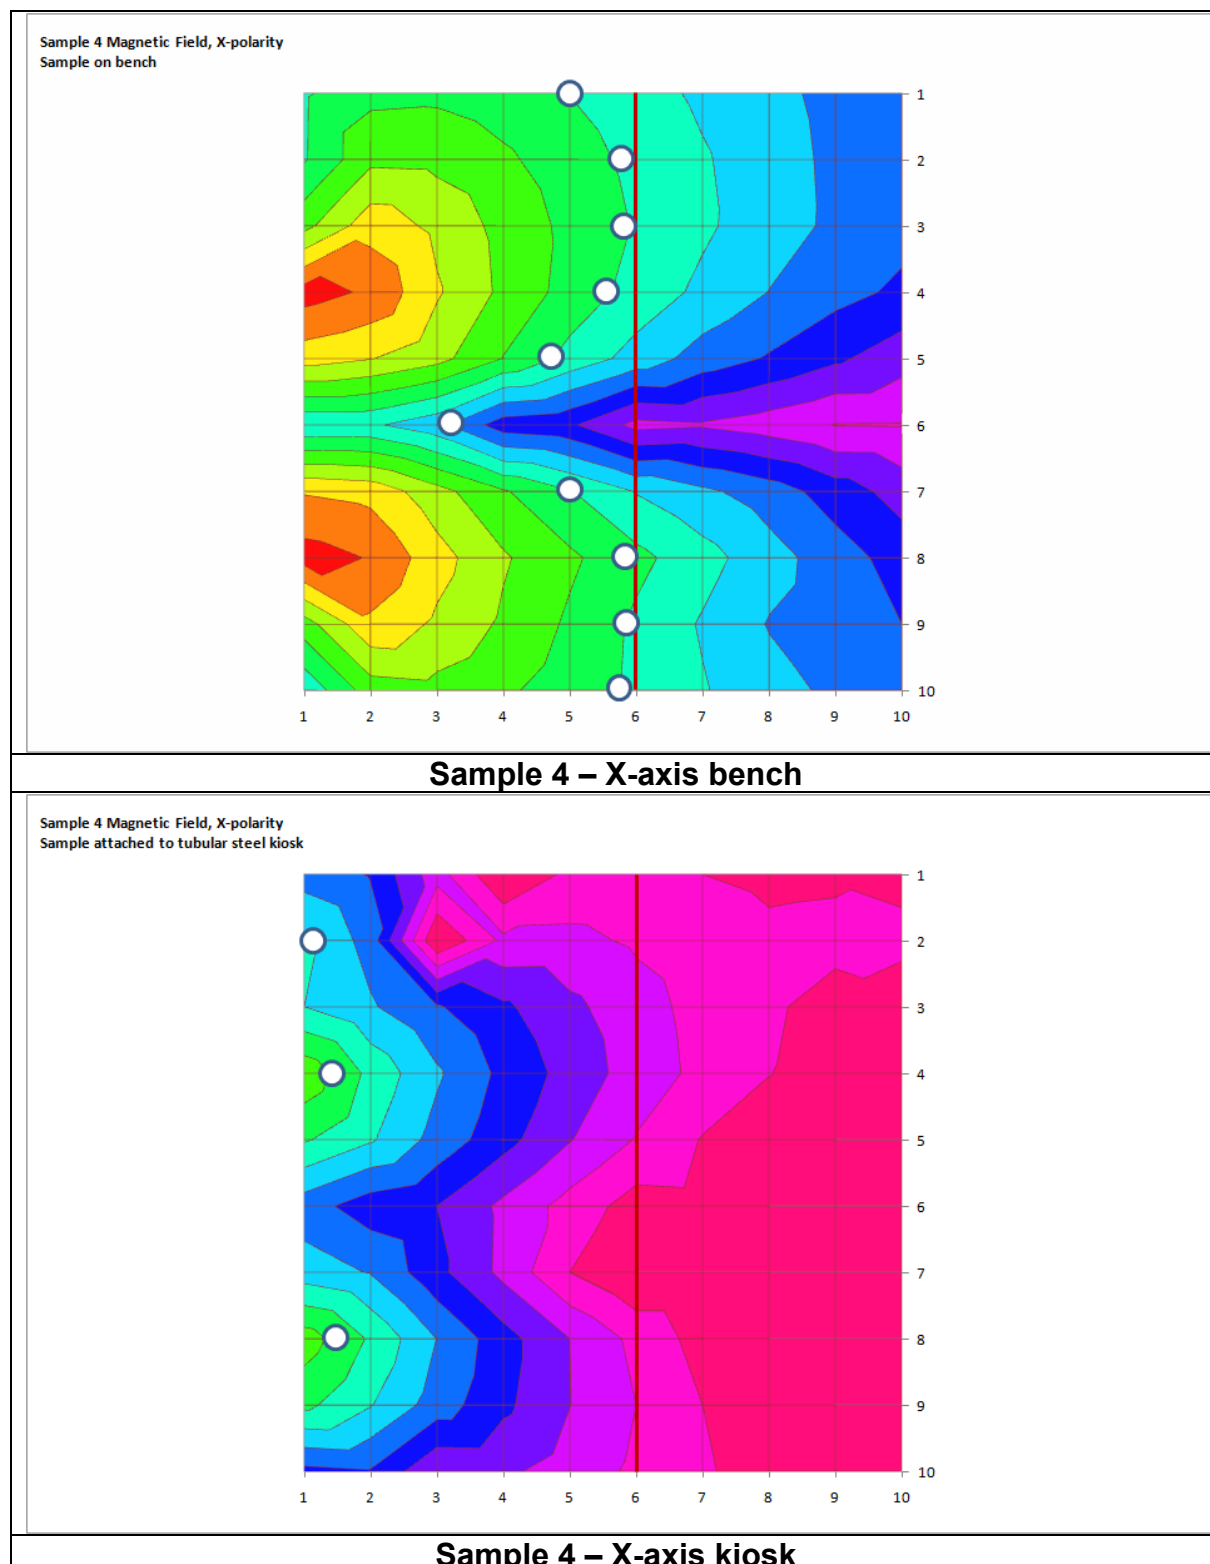 Sample 4 Magnetic Field, X-polarity
Sample on bench
1
2
3
4
5
6
7
8
9
10
1 2 3 4 5 6 7 8 9 10
Sample 4 – X-axis bench
Sample 4 Magnetic Field, X-polarity
Sample attached to tubular steel kiosk
1
2
3
4
5
6
7
8
9
10
1 2 3 4 5 6 7 8 9 10
Sample 4 – X-axis kiosk